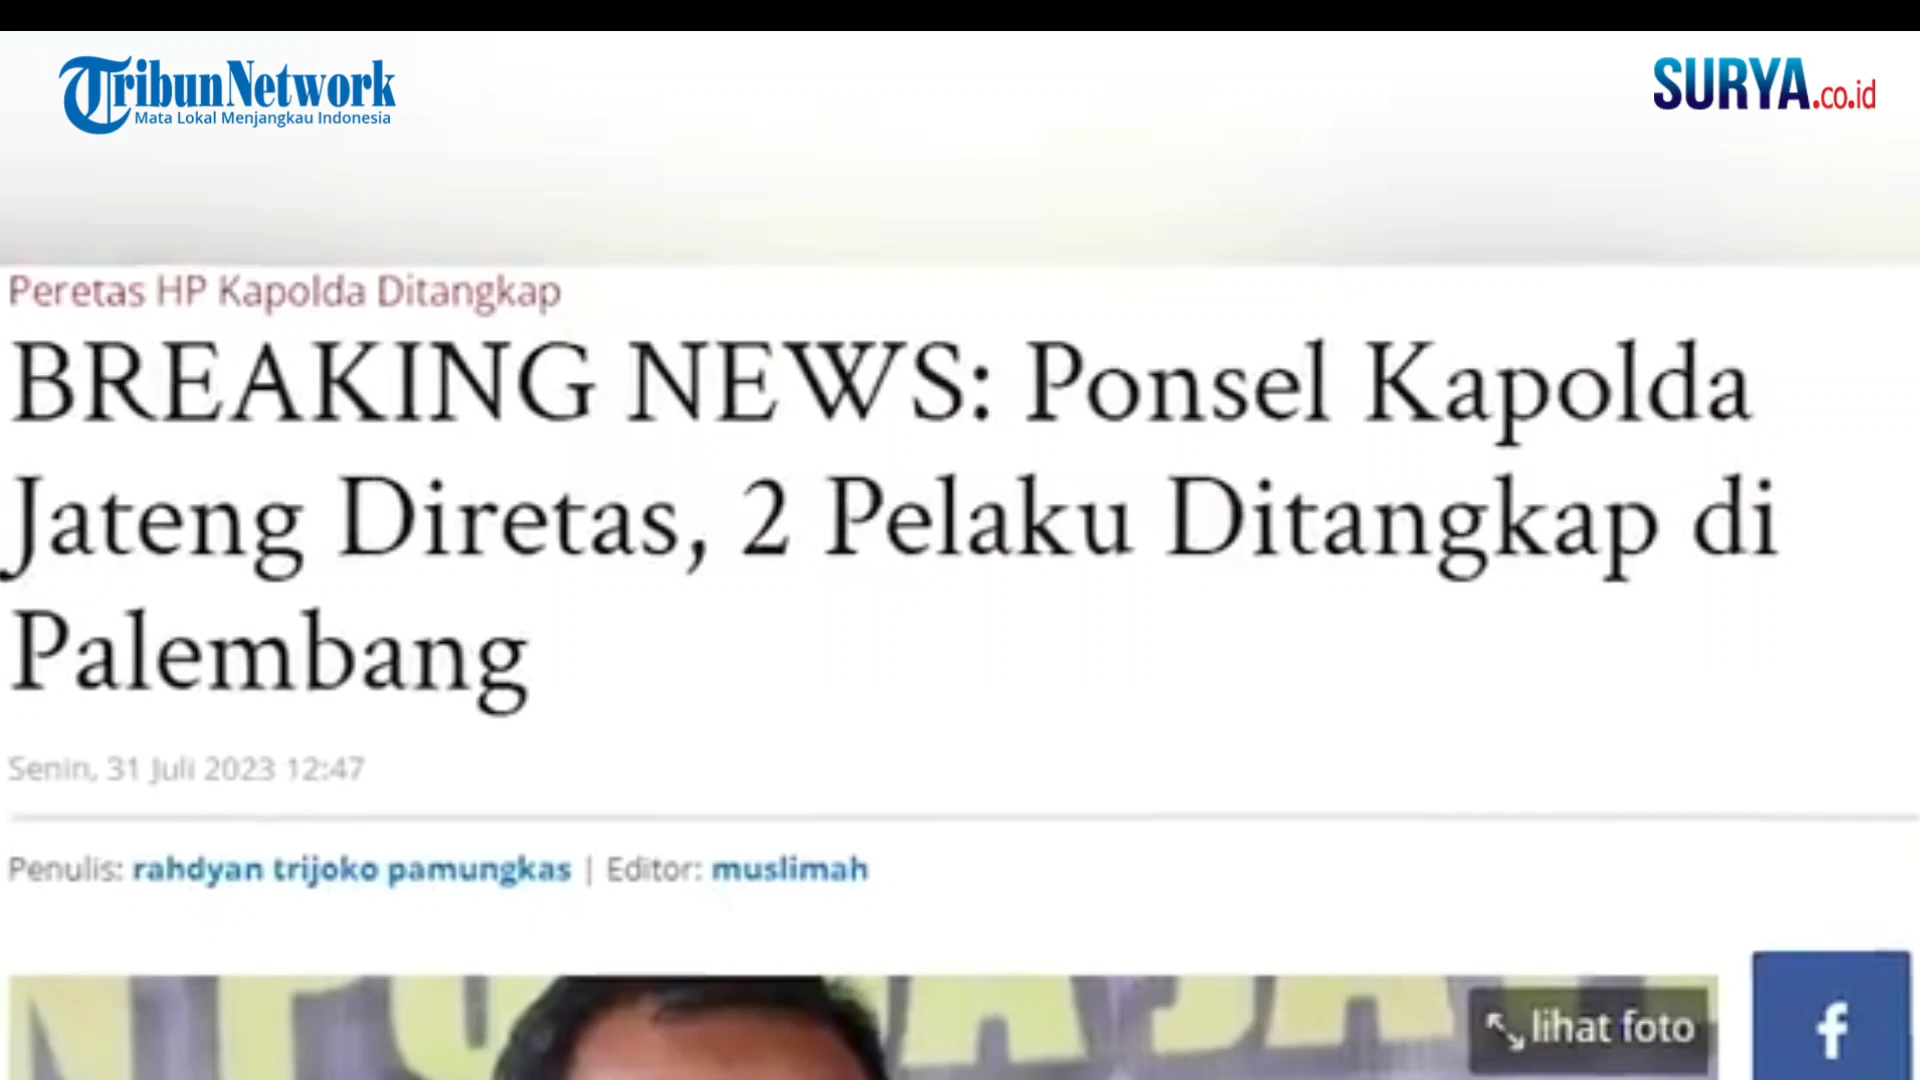 TribunNetwork
Mata Lokal Menjangkau Indonesia
SURYA.co.id
Peretas HP Kapolda Ditangkap
BREAKING NEWS: Ponsel Kapolda
Jateng Diretas, 2 Pelaku Ditangkap di
Palembang
Senin, 31 Juli 2023 12:47
Penulis: rahdyan trijoko pamungkas | Editor: muslimah
lihat foto
f